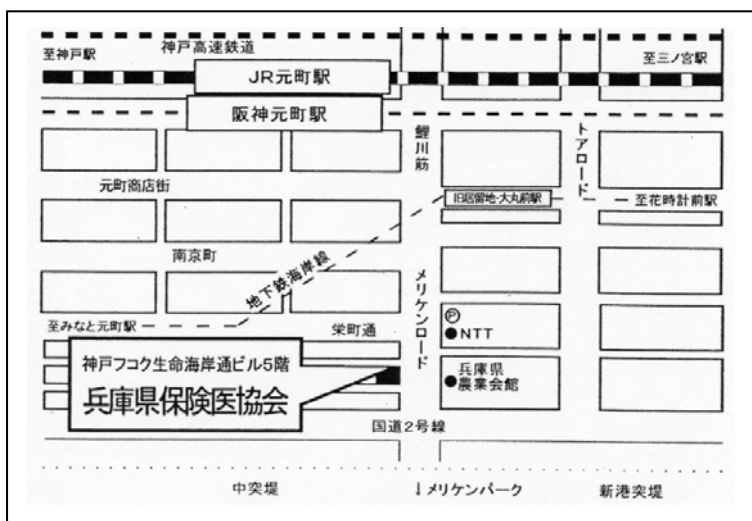 神戸高速鉄道
至神戸駅
至三ノ宮駅
JR元町駅
阪神元町駅
鯉川筋
トアロード
元町商店街
旧居留地・大丸前駅
至花時計前駅
南京町
地下鉄海岸線
メリケンロード
至みなと元町駅
栄町通
Ⓟ
NTT
神戸フコク生命海岸通ビル5階
兵庫県保険医協会
兵庫県
農業会館
国道2号線
中突堤
↓メリケンパーク
新港突堤